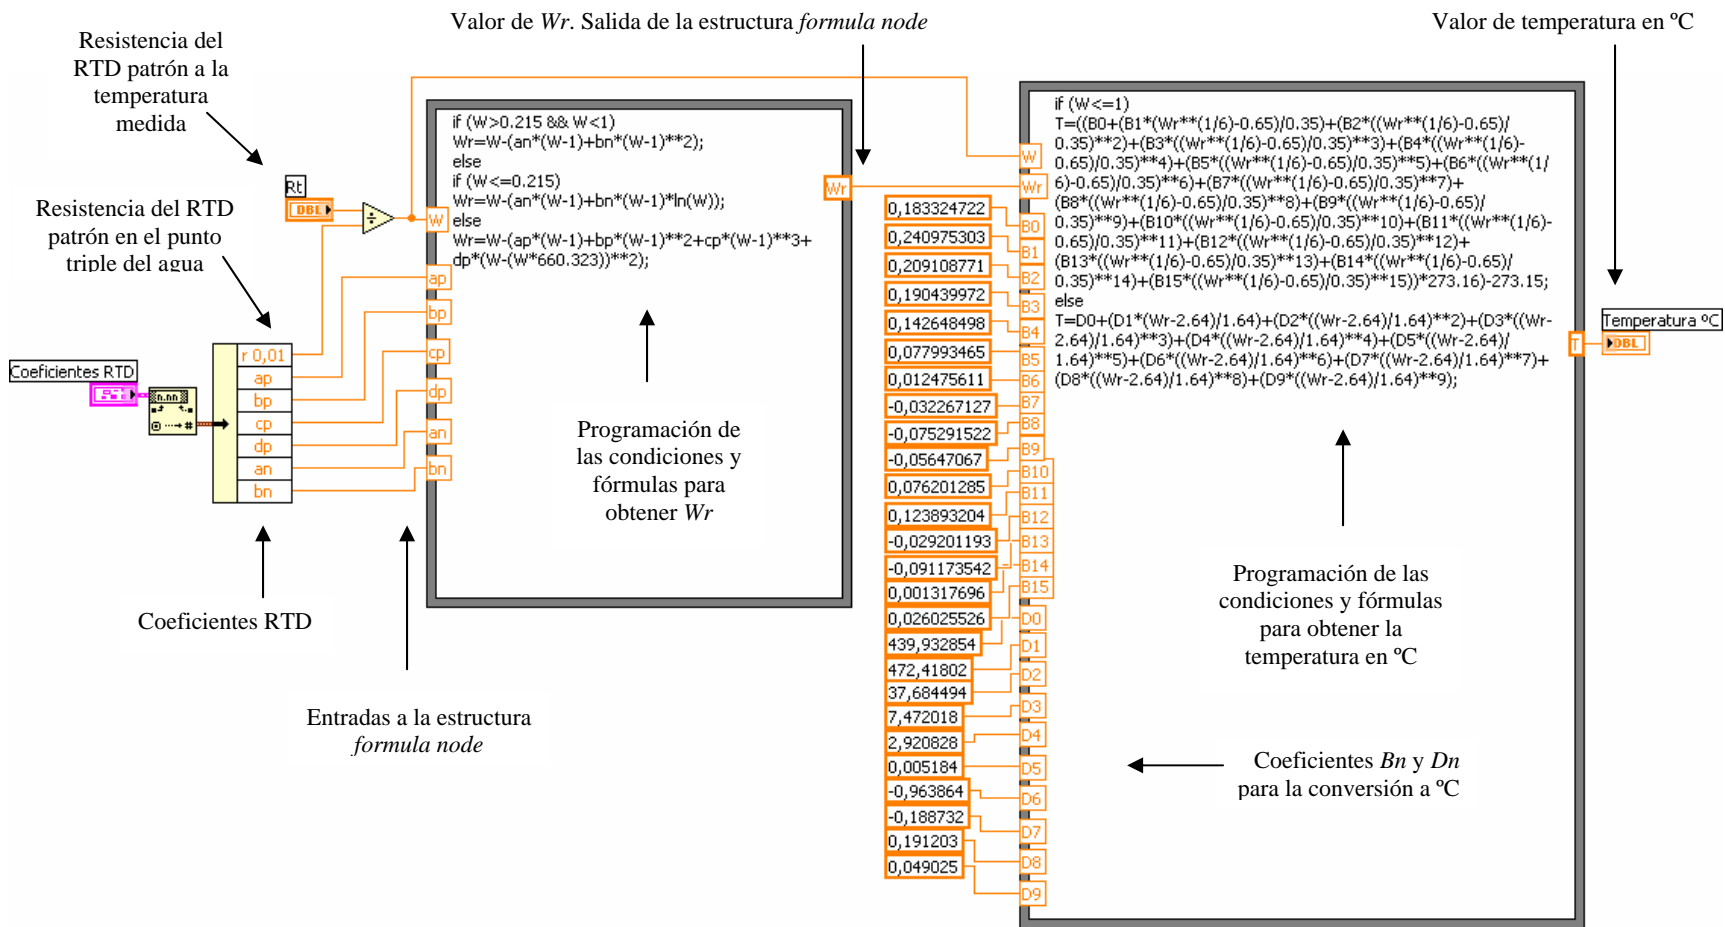 Valor de Wr. Salida de la estructura formula node
Valor de temperatura en ºC
Resistencia del
RTD patrón a la
temperatura
medida
Rt
DBL
Resistencia del RTD
patrón en el punto
triple del agua
Coeficientes RTD
n.nn
r 0,01
ap
bp
cp
dp
an
bn
Coeficientes RTD
W
ap
bp
cp
dp
an
bn
Entradas a la estructura
formula node
if (W>0.215 && W<1)
Wr=W-(an*(W-1)+bn*(W-1)**2);
else
if (W<=0.215)
Wr=W-(an*(W-1)+bn*(W-1)*ln(W));
else
Wr=W-(ap*(W-1)+bp*(W-1)**2+cp*(W-1)**3+
dp*(W-(W*660.323))**2);
Programación de
las condiciones y
fórmulas para
obtener Wr
Wr
0,183324722
0,240975303
0,209108771
0,190439972
0,142648498
0,077993465
0,012475611
-0,032267127
-0,075291522
-0,05647067
0,076201285
0,123893204
-0,029201193
-0,091173542
0,001317696
0,026025526
439,932854
472,41802
37,684494
7,472018
2,920828
0,005184
-0,963864
-0,188732
0,191203
0,049025
W
Wr
B0
B1
B2
B3
B4
B5
B6
B7
B8
B9
B10
B11
B12
B13
B14
B15
D0
D1
D2
D3
D4
D5
D6
D7
D8
D9
if (W<=1)
T=((B0+(B1*(Wr**(1/6)-0.65)/0.35)+(B2*((Wr**(1/6)-0.65)/
0.35)**2)+(B3*((Wr**(1/6)-0.65)/0.35)**3)+(B4*((Wr**(1/6)-
0.65)/0.35)**4)+(B5*((Wr**(1/6)-0.65)/0.35)**5)+(B6*((Wr**(1/
6)-0.65)/0.35)**6)+(B7*((Wr**(1/6)-0.65)/0.35)**7)+
(B8*((Wr**(1/6)-0.65)/0.35)**8)+(B9*((Wr**(1/6)-0.65)/
0.35)**9)+(B10*((Wr**(1/6)-0.65)/0.35)**10)+(B11*((Wr**(1/6)-
0.65)/0.35)**11)+(B12*((Wr**(1/6)-0.65)/0.35)**12)+
(B13*((Wr**(1/6)-0.65)/0.35)**13)+(B14*((Wr**(1/6)-0.65)/
0.35)**14)+(B15*((Wr**(1/6)-0.65)/0.35)**15))*273.16)-273.15;
else
T=D0+(D1*(Wr-2.64)/1.64)+(D2*((Wr-2.64)/1.64)**2)+(D3*((Wr-
2.64)/1.64)**3)+(D4*((Wr-2.64)/1.64)**4)+(D5*((Wr-2.64)/
1.64)**5)+(D6*((Wr-2.64)/1.64)**6)+(D7*((Wr-2.64)/1.64)**7)+
(D8*((Wr-2.64)/1.64)**8)+(D9*((Wr-2.64)/1.64)**9);
Programación de las
condiciones y fórmulas
para obtener la
temperatura en ºC
Coeficientes Bn y Dn
para la conversión a ºC
T
Temperatura ºC
DBL